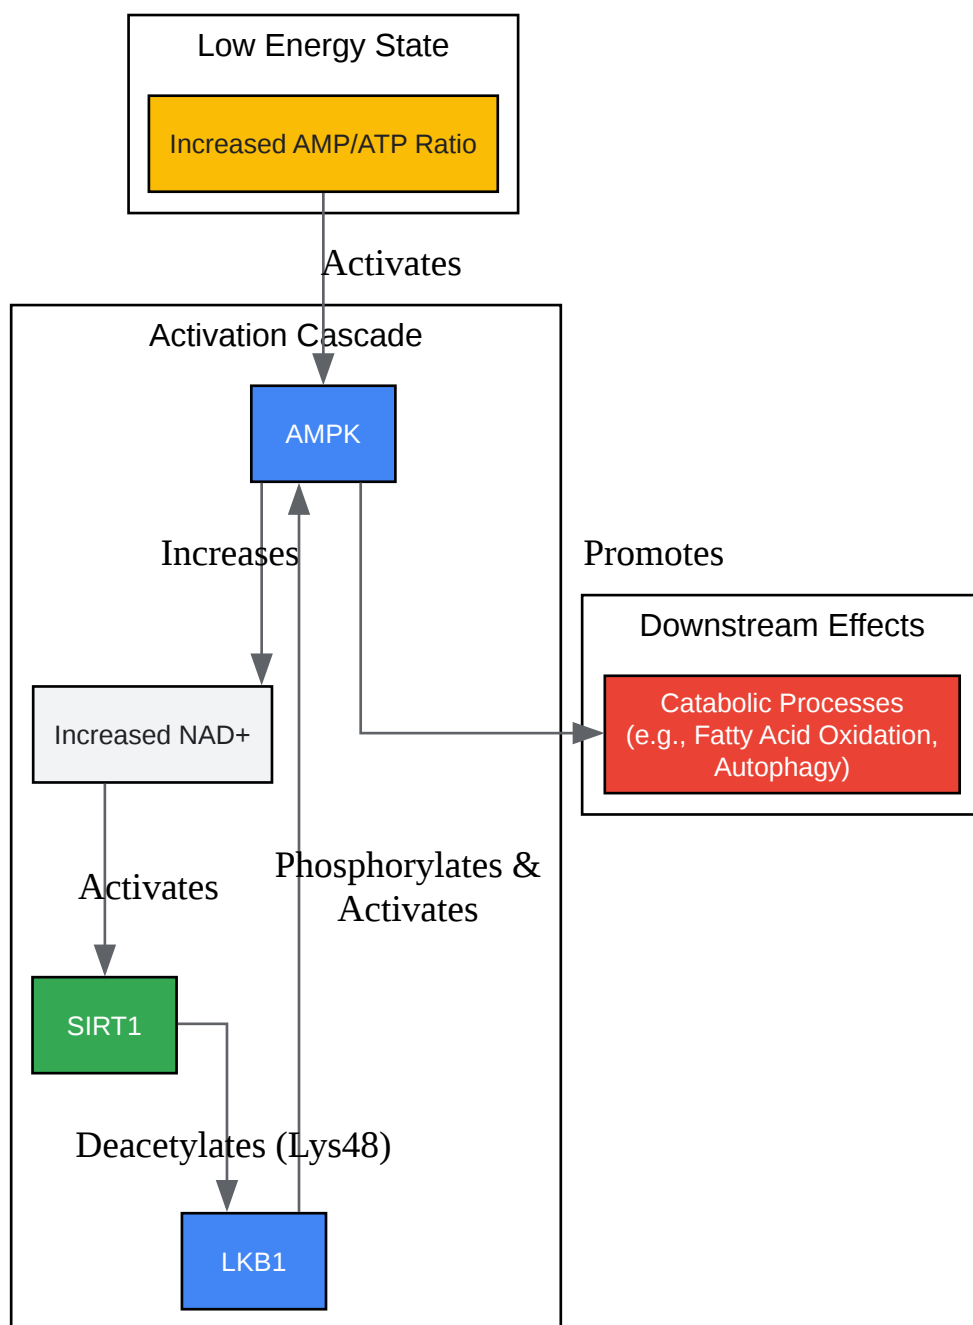 Low Energy State
Increased AMP/ATP Ratio
Activates
Activation Cascade
AMPK
Increases
Promotes
Downstream Effects
Catabolic Processes
(e.g., Fatty Acid Oxidation,
Autophagy)
Increased NAD+
Activates
Phosphorylates &
Activates
SIRT1
Deacetylates (Lys48)
LKB1